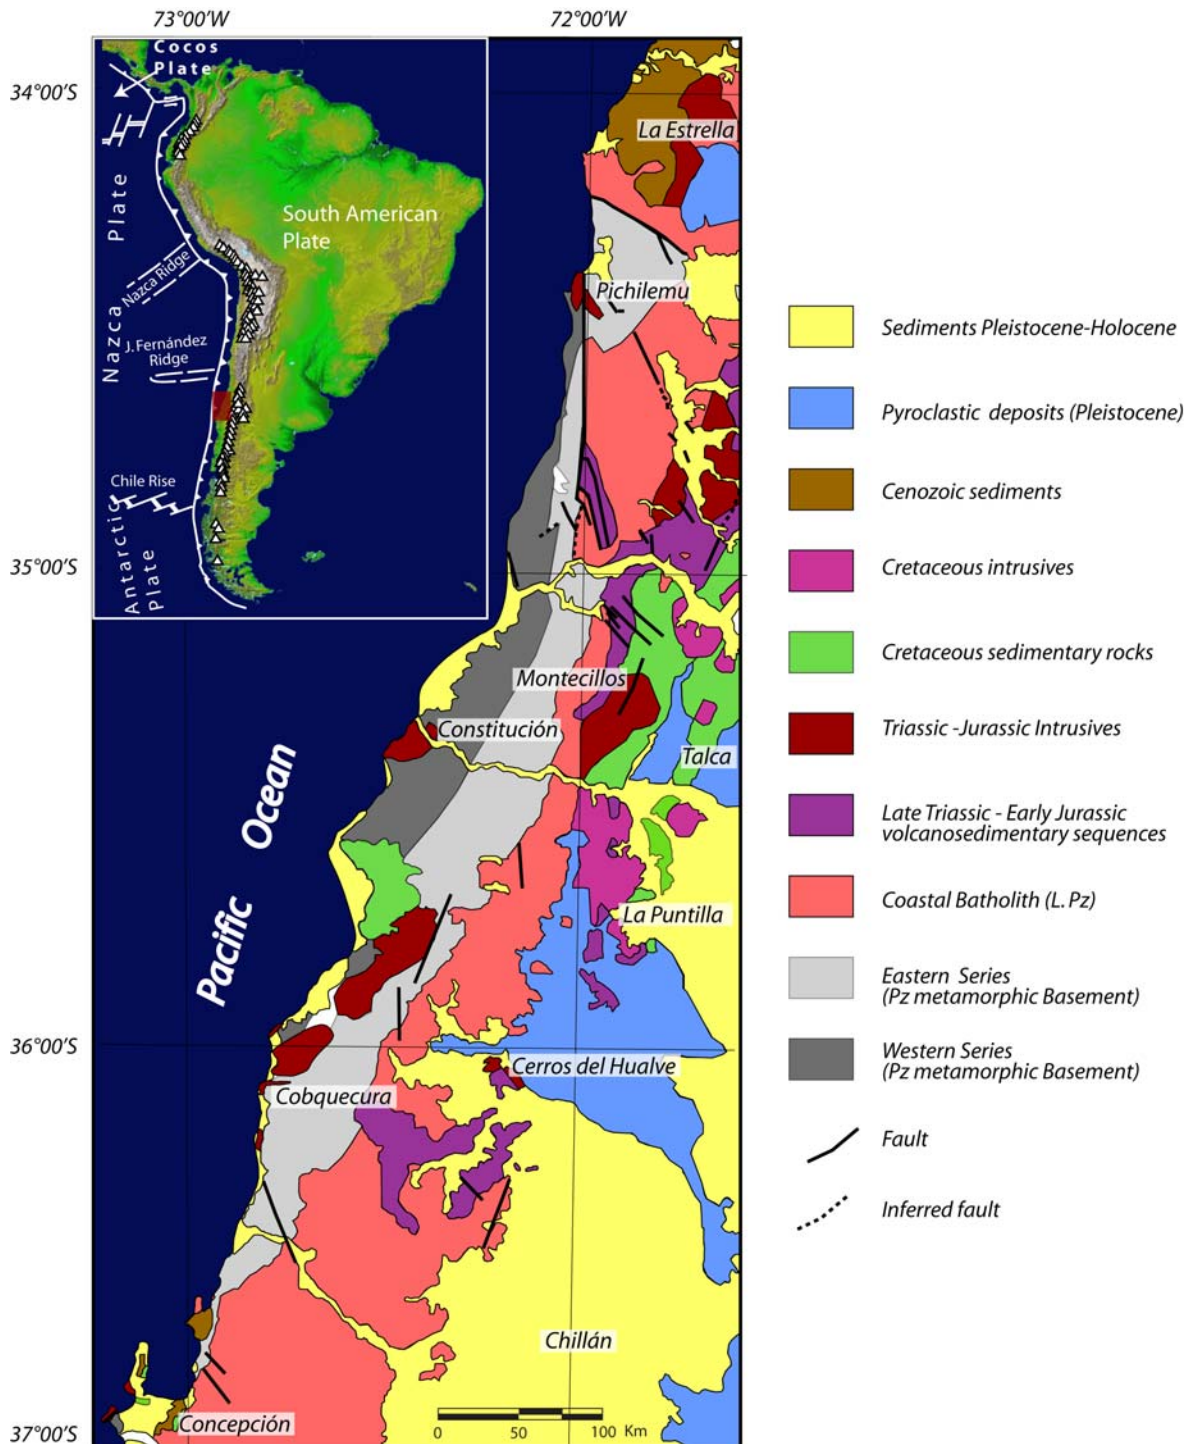 73°00'W
72°00'W
34°00'S
35°00'S
36°00'S
37°00'S
Cocos
Plate
Nazca Plate
Nazca Ridge
J. Fernández
Ridge
Chile Rise
Antarctic
Plate
South American
Plate
La Estrella
Pichilemu
Montecillos
Constitución
Talca
La Puntilla
Cerros del Hualve
Cobquecura
Chillán
Concepción
Pacific Ocean
0 50 100 Km
Sediments Pleistocene-Holocene
Pyroclastic deposits (Pleistocene)
Cenozoic sediments
Cretaceous intrusives
Cretaceous sedimentary rocks
Triassic -Jurassic Intrusives
Late Triassic - Early Jurassic
volcanosedimentary sequences
Coastal Batholith (L. Pz)
Eastern Series
(Pz metamorphic Basement)
Western Series
(Pz metamorphic Basement)
Fault
Inferred fault